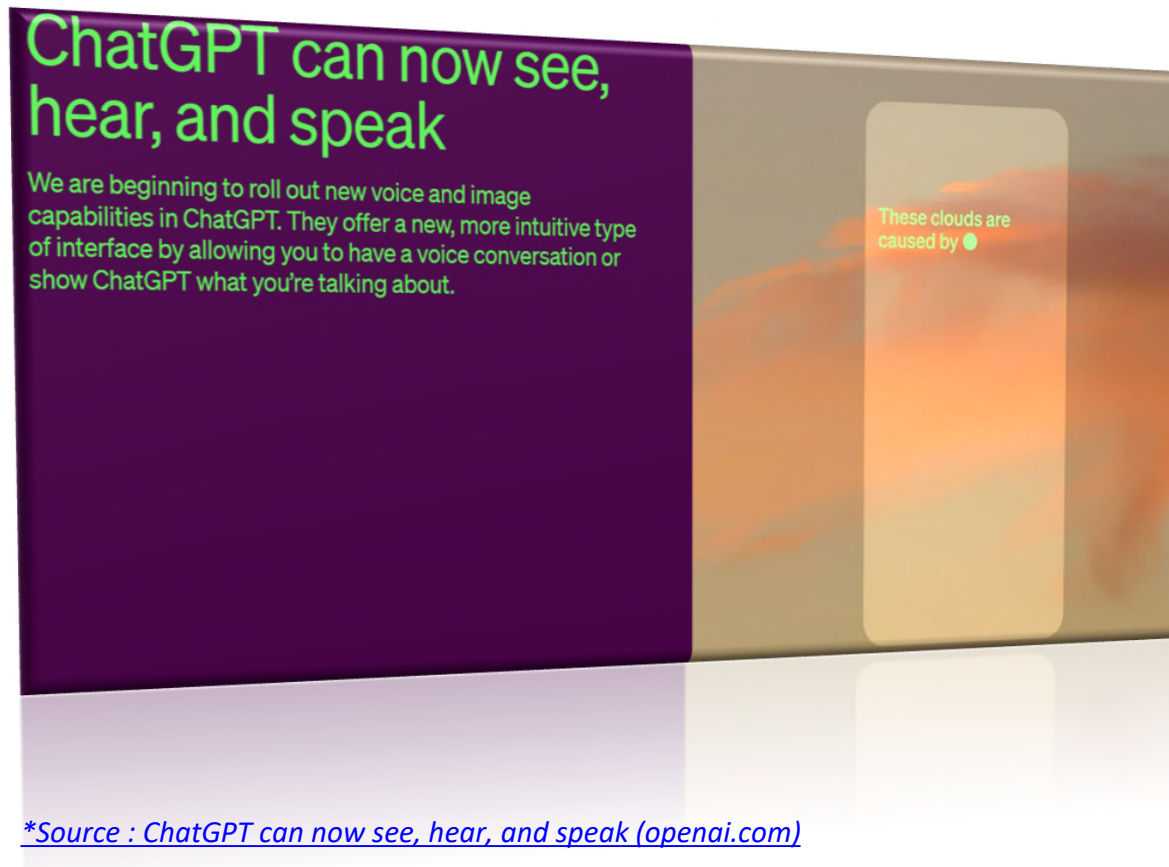 ChatGPT can now see,
hear, and speak
We are beginning to roll out new voice and image
capabilities in ChatGPT. They offer a new, more intuitive type
of interface by allowing you to have a voice conversation or
show ChatGPT what you’re talking about.
These clouds are
caused by
*Source : ChatGPT can now see, hear, and speak (openai.com)